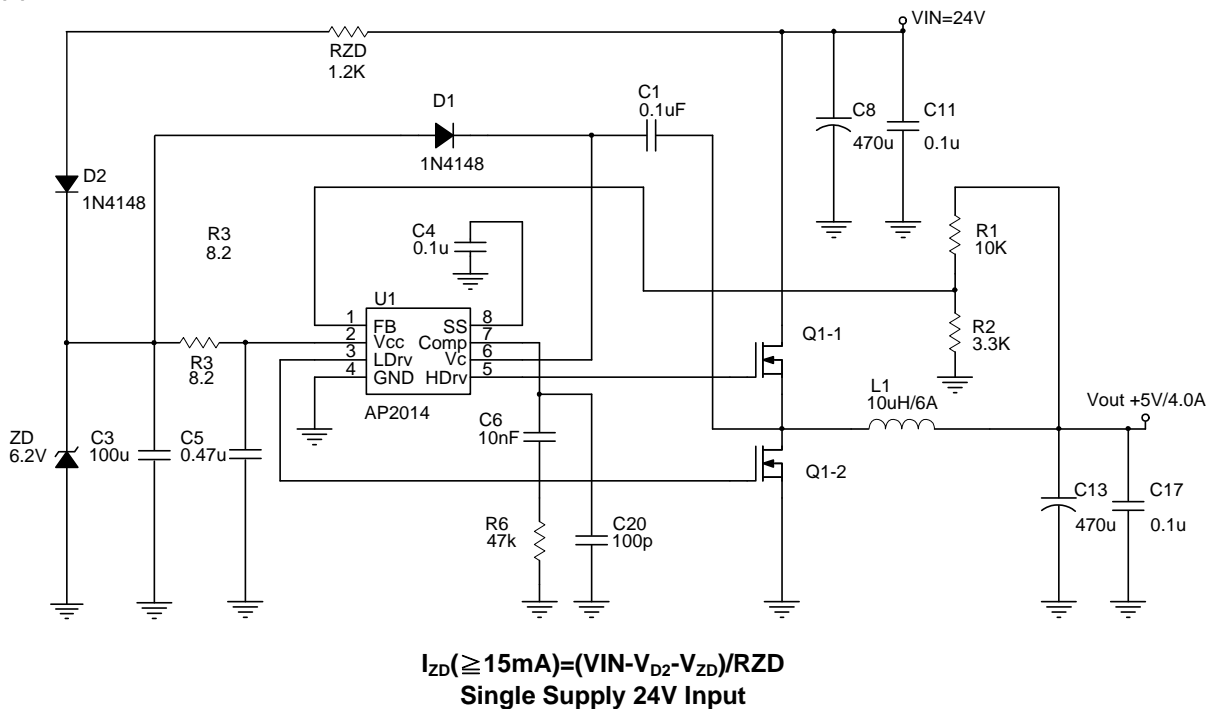 VIN=24V
RZD
1.2K
D1
1N4148
C1
0.1uF
C8
470u
C11
0.1u
D2
1N4148
R3
8.2
C4
0.1u
R1
10K
R2
3.3K
U1
1 FB SS 8
2 Vcc Comp 7
3 LDrv Vc 6
4 GND HDrv 5
AP2014
R3
8.2
Q1-1
L1
10uH/6A
Vout +5V/4.0A
ZD
6.2V
C3
100u
C5
0.47u
C6
10nF
Q1-2
R6
47k
C20
100p
C13
470u
C17
0.1u
I_ZD(≧15mA)=(VIN-V_D2-V_ZD)/RZD
Single Supply 24V Input